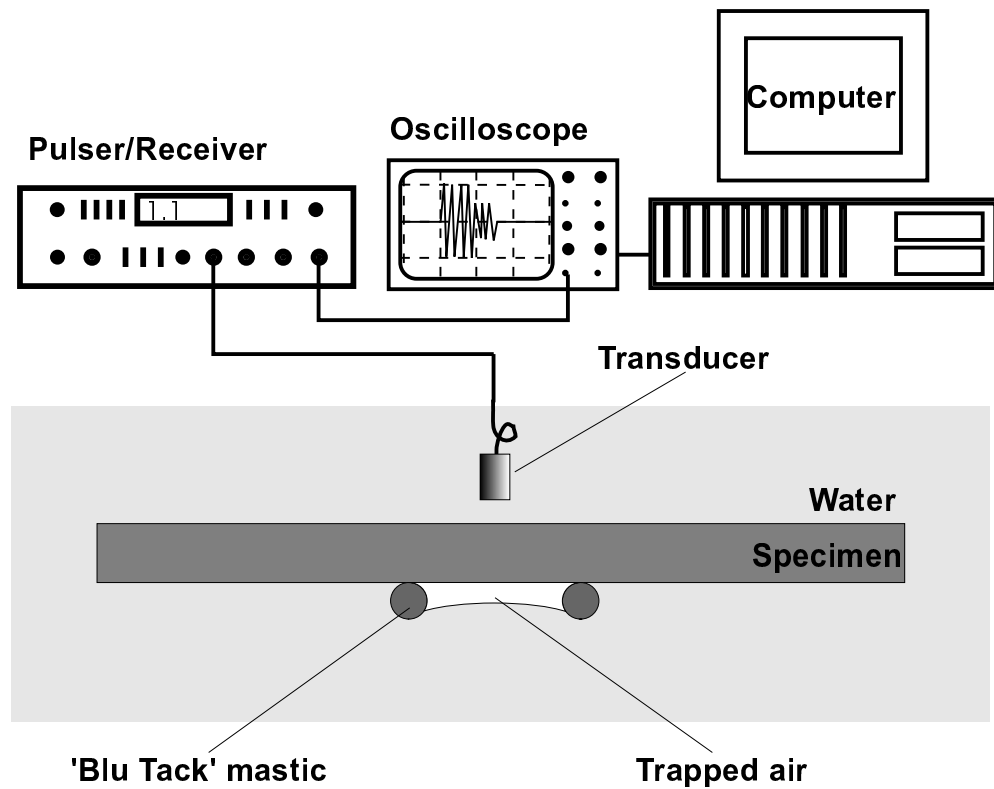 Computer
Oscilloscope
Pulser/Receiver
1.1
Transducer
Water
Specimen
'Blu Tack' mastic
Trapped air